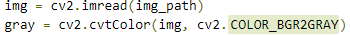 img = cv2.imread(img_path)
gray = cv2.cvtColor(img, cv2.COLOR_BGR2GRAY)